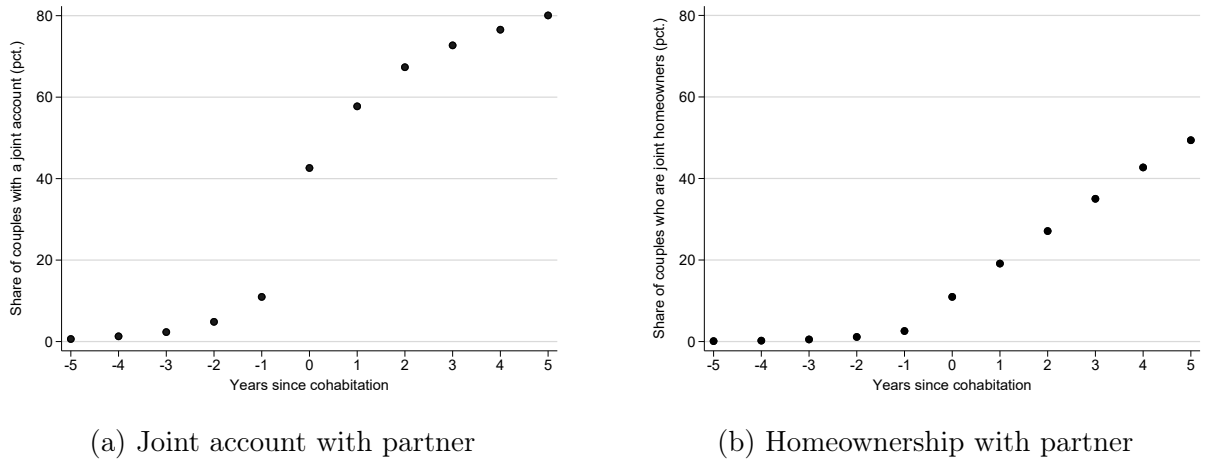 Share of couples with a joint account (pct.)
80
60
40
20
0
-5 -4 -3 -2 -1 0 1 2 3 4 5
Years since cohabitation
(a) Joint account with partner
Share of couples who are joint homeowners (pct.)
80
60
40
20
0
-5 -4 -3 -2 -1 0 1 2 3 4 5
Years since cohabitation
(b) Homeownership with partner